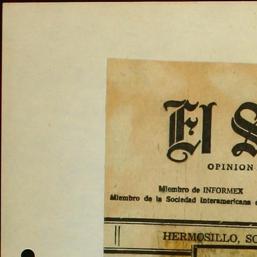 El S
OPINION
Miembro de INFORMEX
Miembro de la Sociedad Interamericana
HERMOSILLO, SO